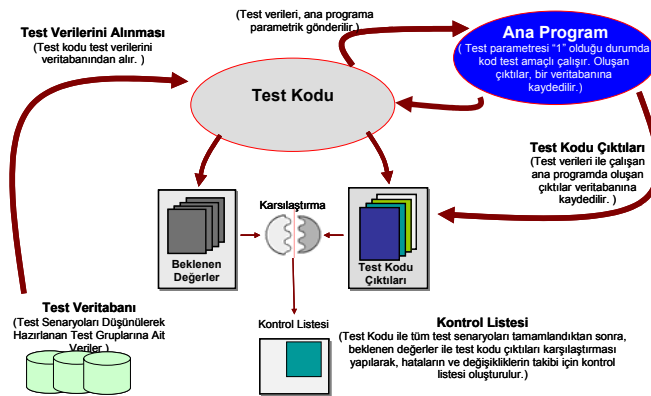 Test Verilerini Alınması
(Test kodu test verilerini
veritabanından alır. )
(Test verileri, ana programa
parametrik gönderilir.)
Ana Program
( Test parametresi “1” olduğu durumda
kod test amaçlı çalışır. Oluşan
çıktılar, bir veritabanına
kaydedilir.)
Test Kodu
Test Kodu Çıktıları
(Test verileri ile çalışan
ana programda oluşan
çıktılar veritabanına
kaydedilir. )
Karsılaştırma
Beklenen
Değerler
Test Kodu
Çıktıları
Test Veritabanı
(Test Senaryoları Düşünülerek
Hazırlanan Test Gruplarına Ait
Veriler )
Kontrol Listesi
Kontrol Listesi
(Test Kodu ile tüm test senaryoları tamamlandıktan sonra,
beklenen değerler ile test kodu çıktıları karşılaştırması
yapılarak, hataların ve değişikliklerin takibi için kontrol
listesi oluşturulur.)